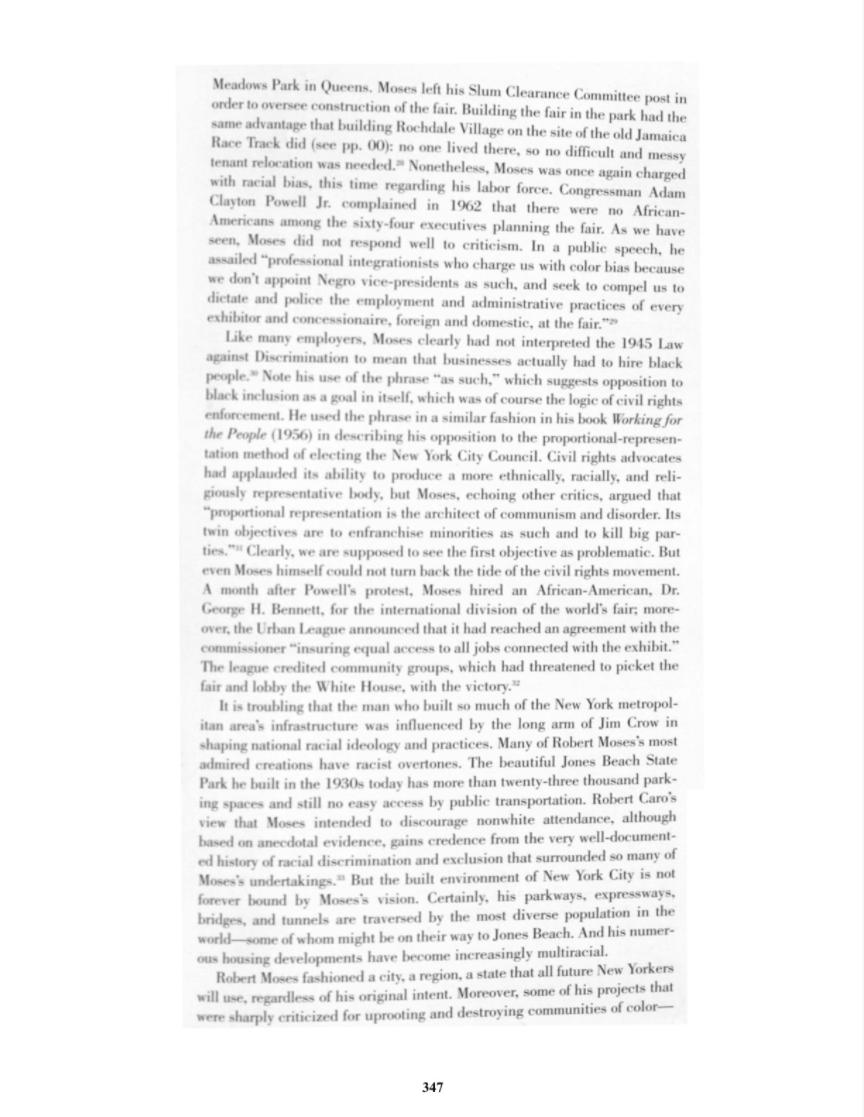 Meadows Park in Queens. Moses left his Slum Clearance Committee post in
order to oversee construction of the fair. Building the fair in the park had the
same advantage that building Rochdale Village on the site of the old Jamaica
Race Track did (see pp. 00): no one lived there, so no difficult and messy
tenant relocation was needed.²⁸ Nonetheless, Moses was once again charged
with racial bias, this time regarding his labor force. Congressman Adam
Clayton Powell Jr. complained in 1962 that there were no African-
Americans among the sixty-four executives planning the fair. As we have
seen, Moses did not respond well to criticism. In a public speech, he
assailed “professional integrationists who charge us with color bias because
we don’t appoint Negro vice-presidents as such, and seek to compel us to
dictate and police the employment and administrative practices of every
exhibitor and concessionaire, foreign and domestic, at the fair.”²⁹
Like many employers, Moses clearly had not interpreted the 1945 Law
against Discrimination to mean that businesses actually had to hire black
people.³⁰ Note his use of the phrase “as such,” which suggests opposition to
black inclusion as a goal in itself, which was of course the logic of civil rights
enforcement. He used the phrase in a similar fashion in his book Working for
the People (1956) in describing his opposition to the proportional-represen-
tation method of electing the New York City Council. Civil rights advocates
had applauded its ability to produce a more ethnically, racially, and reli-
giously representative body, but Moses, echoing other critics, argued that
“proportional representation is the architect of communism and disorder. Its
twin objectives are to enfranchise minorities as such and to kill big par-
ties.”³¹ Clearly, we are supposed to see the first objective as problematic. But
even Moses himself could not turn back the tide of the civil rights movement.
A month after Powell’s protest, Moses hired an African-American, Dr.
George H. Bennett, for the international division of the world’s fair; more-
over, the Urban League announced that it had reached an agreement with the
commissioner “insuring equal access to all jobs connected with the exhibit.”
The league credited community groups, which had threatened to picket the
fair and lobby the White House, with the victory.³²
It is troubling that the man who built so much of the New York metropol-
itan area’s infrastructure was influenced by the long arm of Jim Crow in
shaping national racial ideology and practices. Many of Robert Moses’s most
admired creations have racist overtones. The beautiful Jones Beach State
Park he built in the 1930s today has more than twenty-three thousand park-
ing spaces and still no easy access by public transportation. Robert Caro’s
view that Moses intended to discourage nonwhite attendance, although
based on anecdotal evidence, gains credence from the very well-document-
ed history of racial discrimination and exclusion that surrounded so many of
Moses’s undertakings.³³ But the built environment of New York City is not
forever bound by Moses’s vision. Certainly, his parkways, expressways,
bridges, and tunnels are traversed by the most diverse population in the
world—some of whom might be on their way to Jones Beach. And his numer-
ous housing developments have become increasingly multiracial.
Robert Moses fashioned a city, a region, a state that all future New Yorkers
will use, regardless of his original intent. Moreover, some of his projects that
were sharply criticized for uprooting and destroying communities of color—
347